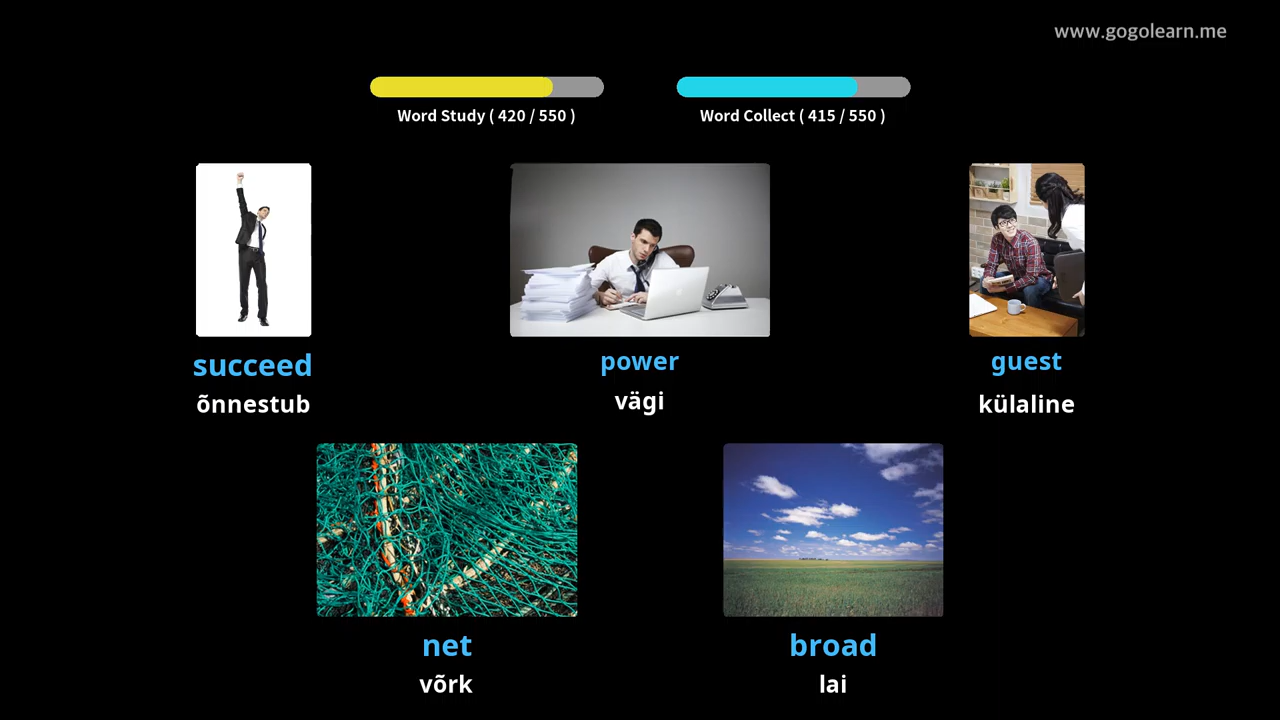 www.gogolearn.me
Word Study ( 420 / 550 )
Word Collect ( 415 / 550 )
succeed
õnnestub
power
vägi
guest
külaline
net
võrk
broad
lai